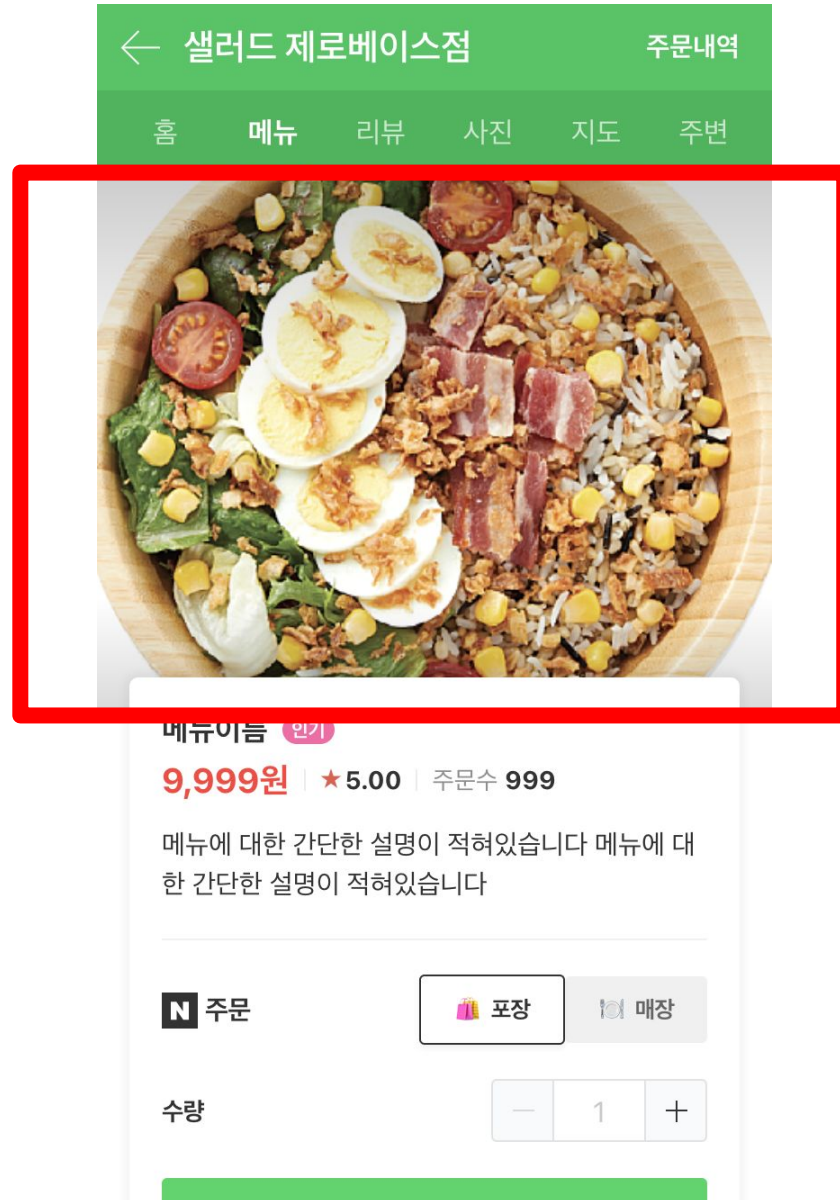 샐러드 제로베이스점 주문내역
홈 메뉴 리뷰 사진 지도 주변
메뉴이름 인기
9,999원 ★5.00 주문수 999
메뉴에 대한 간단한 설명이 적혀있습니다 메뉴에 대
한 간단한 설명이 적혀있습니다
N 주문 포장 매장
수량 1